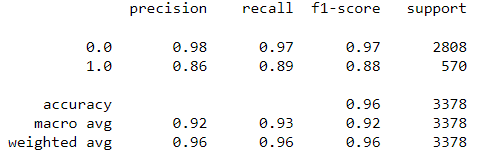 precision recall f1-score support
0.0 0.98 0.97 0.97 2808
1.0 0.86 0.89 0.88 570
accuracy 0.96 3378
macro avg 0.92 0.93 0.92 3378
weighted avg 0.96 0.96 0.96 3378